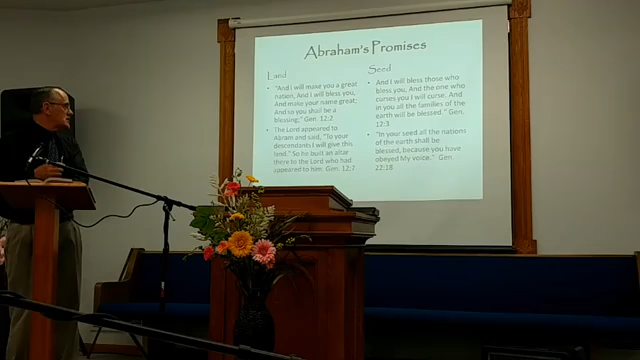 Abraham's Promises
Land
• "And I will make you a great
nation, And I will bless you,
And make your name great;
And so you shall be a
blessing;" Gen. 12:2
• The Lord appeared to
Abram and said, "To your
descendants I will give this
land." So he built an altar
there to the Lord who had
appeared to him. Gen. 12:7
Seed
• And I will bless those who
bless you, And the one who
curses you I will curse. And
in you all the families of the
earth will be blessed." Gen.
12:3
• "In your seed all the nations
of the earth shall be
blessed, because you have
obeyed My voice." Gen.
22:18